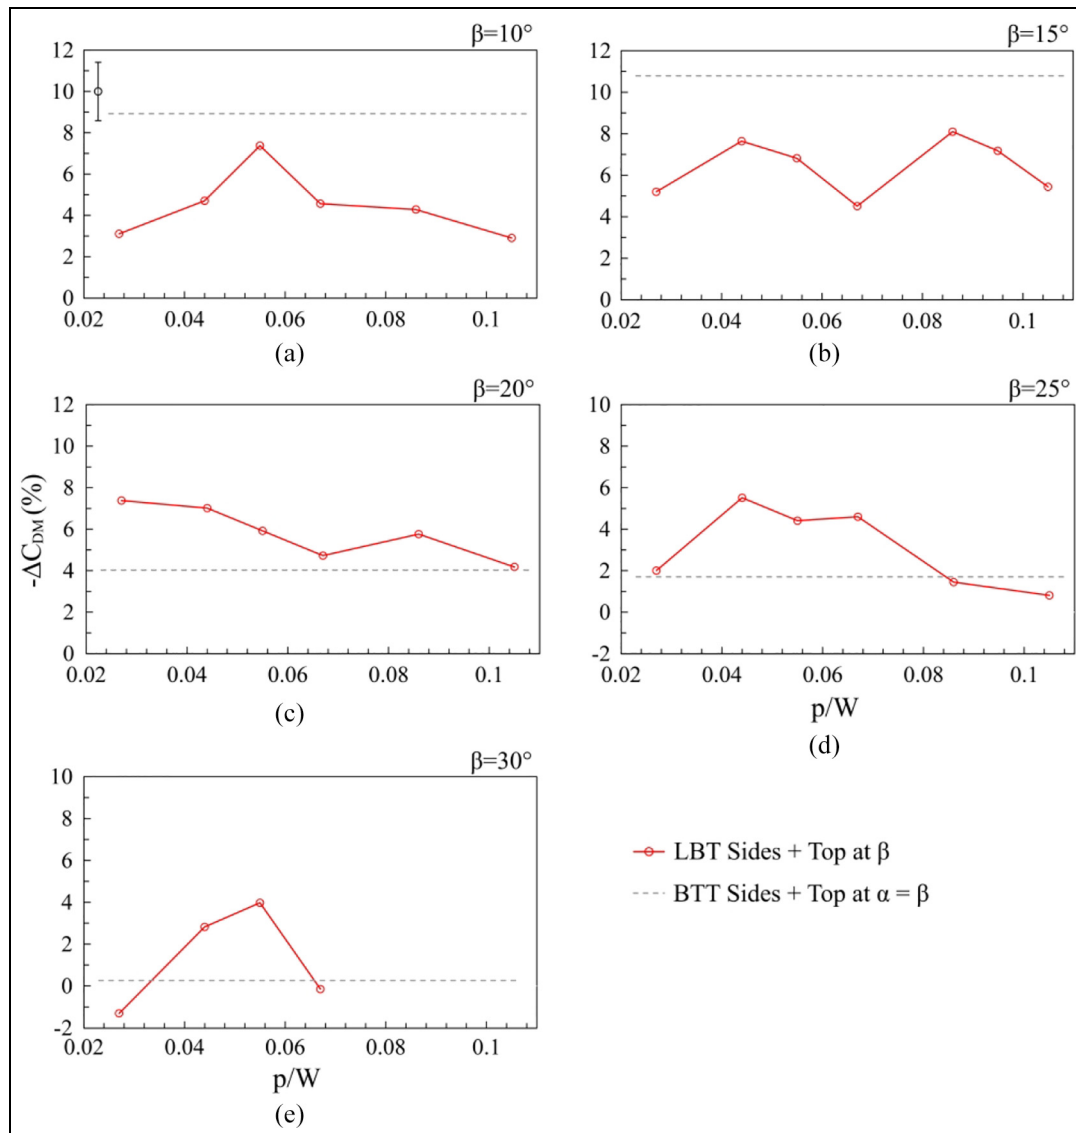 β=10°
12
10
8
6
4
2
0
0.02 0.04 0.06 0.08 0.1
(a)
β=15°
12
10
8
6
4
2
0
0.02 0.04 0.06 0.08 0.1
(b)
β=20°
12
10
8
6
4
2
0
-ΔC_DM (%)
0.02 0.04 0.06 0.08 0.1
(c)
β=25°
10
8
6
4
2
0
-2
0.02 0.04 0.06 0.08 0.1
p/W
(d)
β=30°
10
8
6
4
2
0
-2
0.02 0.04 0.06 0.08 0.1
p/W
(e)
LBT Sides + Top at β
BTT Sides + Top at α = β